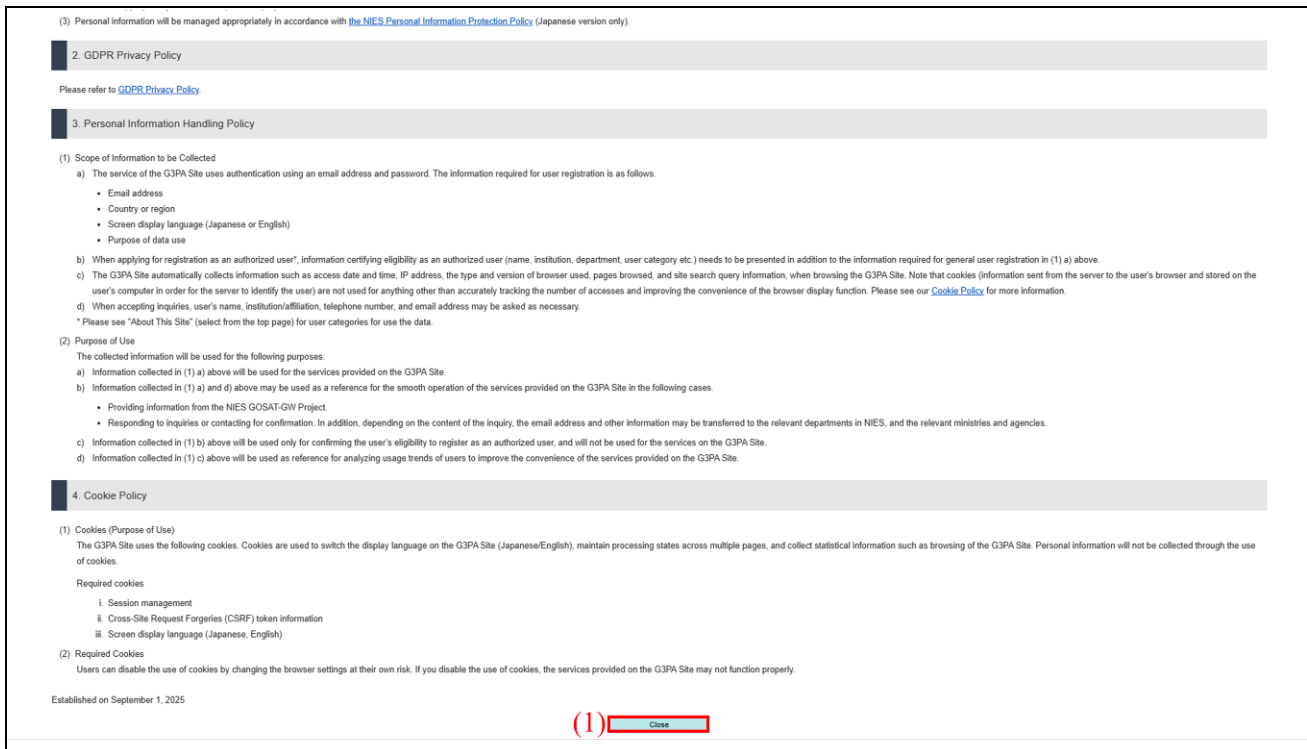 (3) Personal information will be managed appropriately in accordance with the NIES Personal Information Protection Policy (Japanese version only).
2. GDPR Privacy Policy
Please refer to GDPR Privacy Policy.
3. Personal Information Handling Policy
(1) Scope of Information to be Collected
a) The service of the G3PA Site uses authentication using an email address and password. The information required for user registration is as follows.
• Email address
• Country or region
• Screen display language (Japanese or English)
• Purpose of data use
b) When applying for registration as an authorized user*, information certifying eligibility as an authorized user (name, institution, department, user category etc.) needs to be presented in addition to the information required for general user registration in (1) a) above.
c) The G3PA Site automatically collects information such as access date and time, IP address, the type and version of browser used, pages browsed, and site search query information, when browsing the G3PA Site. Note that cookies (information sent from the server to the user's browser and stored on the
user's computer in order for the server to identify the user) are not used for anything other than accurately tracking the number of accesses and improving the convenience of the browser display function. Please see our Cookie Policy for more information.
d) When accepting inquiries, user's name, institution/affiliation, telephone number, and email address may be asked as necessary.
* Please see "About This Site" (select from the top page) for user categories for use the data.
(2) Purpose of Use
The collected information will be used for the following purposes.
a) Information collected in (1) a) above will be used for the services provided on the G3PA Site.
b) Information collected in (1) a) and d) above may be used as a reference for the smooth operation of the services provided on the G3PA Site in the following cases.
• Providing information from the NIES GOSAT-GW Project.
• Responding to inquiries or contacting for confirmation. In addition, depending on the content of the inquiry, the email address and other information may be transferred to the relevant departments in NIES, and the relevant ministries and agencies.
c) Information collected in (1) b) above will be used only for confirming the user's eligibility to register as an authorized user, and will not be used for the services on the G3PA Site.
d) Information collected in (1) c) above will be used as reference for analyzing usage trends of users to improve the convenience of the services provided on the G3PA Site.
4. Cookie Policy
(1) Cookies (Purpose of Use)
The G3PA Site uses the following cookies. Cookies are used to switch the display language on the G3PA Site (Japanese/English), maintain processing states across multiple pages, and collect statistical information such as browsing of the G3PA Site. Personal information will not be collected through the use
of cookies.
Required cookies
i. Session management
ii. Cross-Site Request Forgeries (CSRF) token information
iii. Screen display language (Japanese, English)
(2) Required Cookies
Users can disable the use of cookies by changing the browser settings at their own risk. If you disable the use of cookies, the services provided on the G3PA Site may not function properly.
Established on September 1, 2025
(1) Close